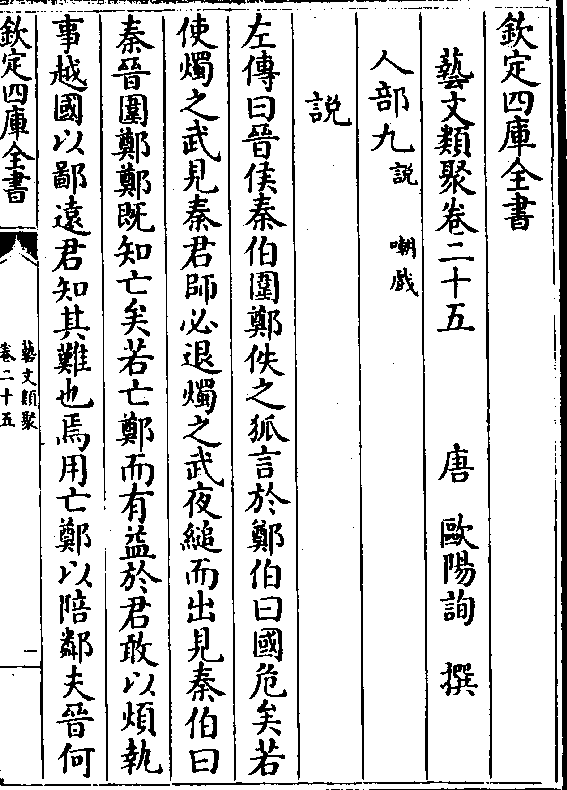 欽定四庫全書
藝文類聚卷二十五　唐　歐陽詢　撰
人部九 說　嘲戲
說
左傳曰晉侯秦伯圍鄭佚之狐言於鄭伯曰國危矣若
使燭之武見秦君師必退燭之武夜縋而出見秦伯曰
秦晉圍鄭鄭既知亡矣若亡鄭而有益於君敢以煩執
事越國以鄙遠君知其難也焉用亡鄭以陪鄰夫晉何
欽定四庫全書
藝文類聚
卷二十五
一